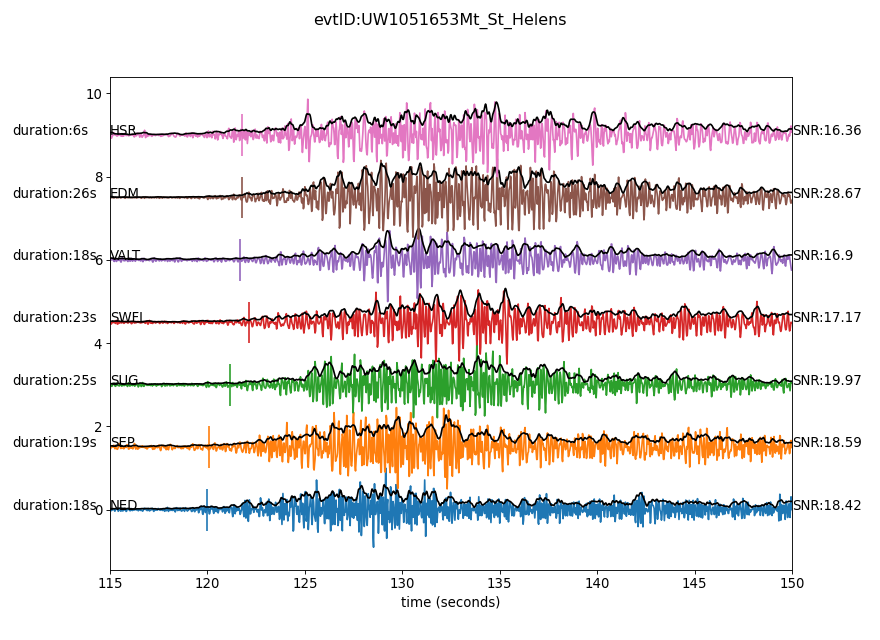 evtID:UW1051653Mt_St_Helens
10
duration:6s HSR SNR:16.36
8
duration:26s EDM SNR:28.67
duration:18s VALT SNR:16.9
6
duration:23s SWFL SNR:17.17
4
duration:25s SUG SNR:19.97
2
duration:19s SEP SNR:18.59
duration:18s NED SNR:18.42
0
115 120 125 130 135 140 145 150
time (seconds)